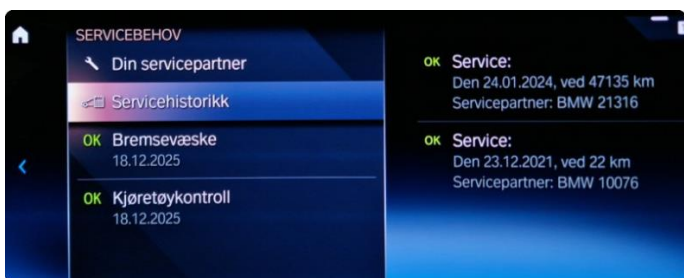 SERVICEBEHOV
Din servicepartner
Servicehistorikk
OK Bremsevæske
18.12.2025
OK Kjøretøykontroll
18.12.2025
OK Service:
Den 24.01.2024, ved 47135 km
Servicepartner: BMW 21316
OK Service:
Den 23.12.2021, ved 22 km
Servicepartner: BMW 10076